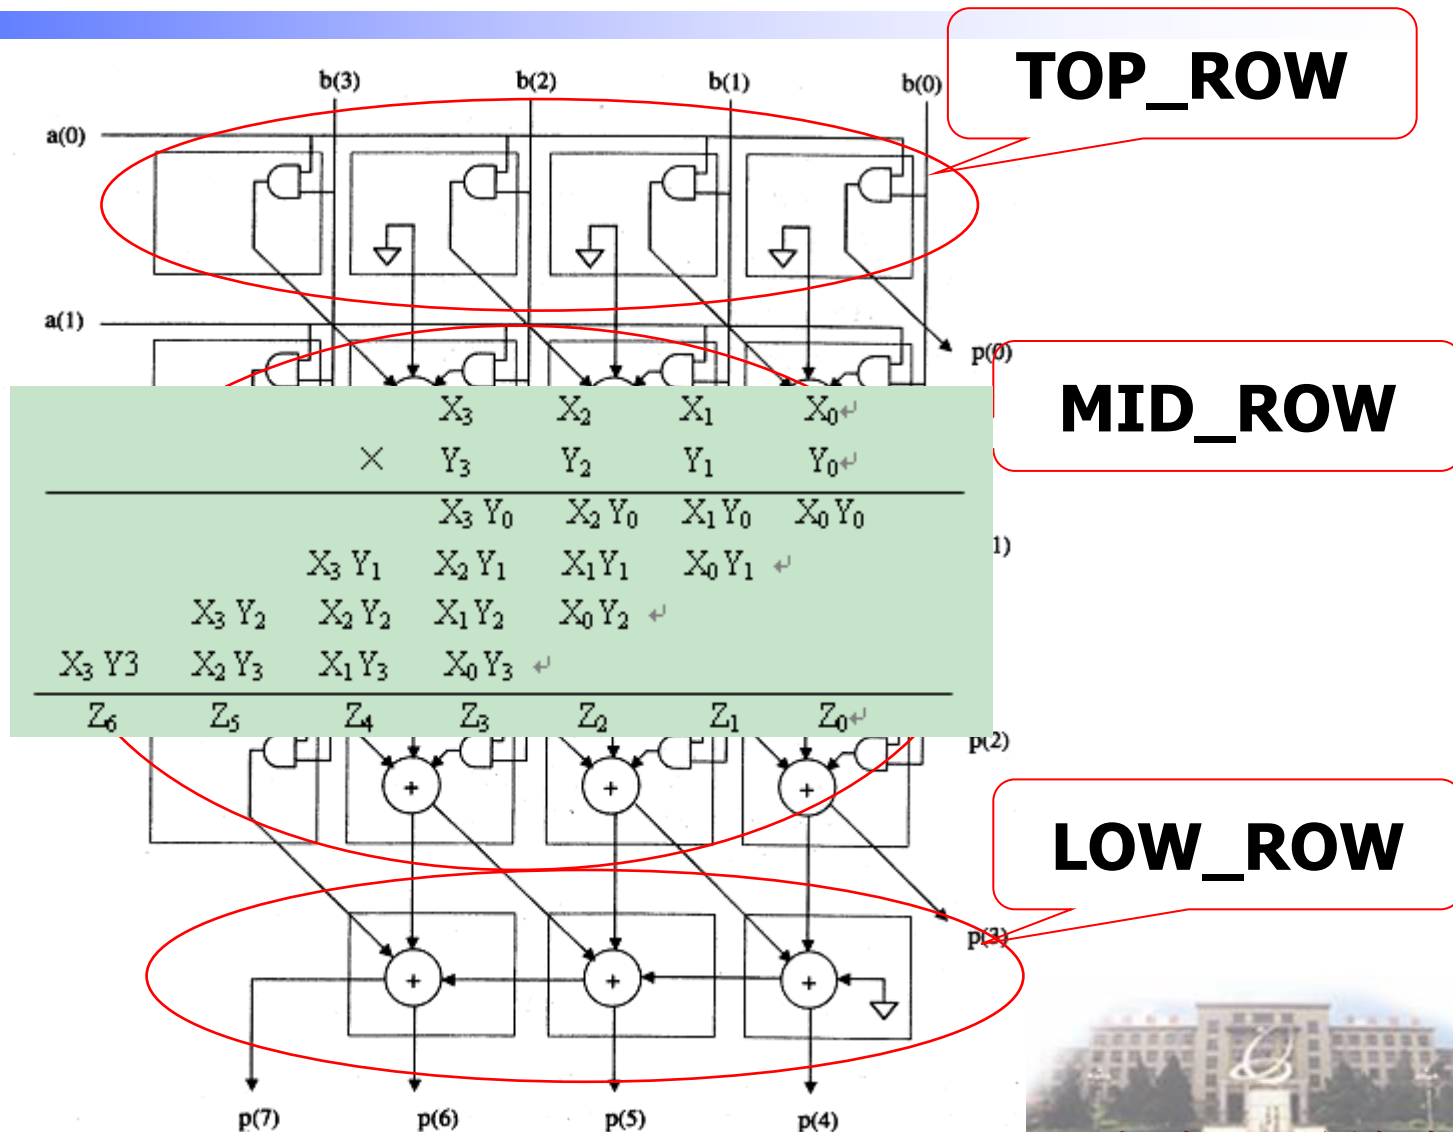 TOP_ROW
b(3) b(2) b(1) b(0)
a(0)
a(1)
p(0)
MID_ROW
X₃ X₂ X₁ X₀↵
× Y₃ Y₂ Y₁ Y₀↵
X₃ Y₀ X₂ Y₀ X₁ Y₀ X₀ Y₀
1)
X₃ Y₁ X₂ Y₁ X₁ Y₁ X₀ Y₁ ↵
X₃ Y₂ X₂ Y₂ X₁ Y₂ X₀ Y₂ ↵
X₃ Y3 X₂ Y₃ X₁ Y₃ X₀ Y₃ ↵
Z₆ Z₅ Z₄ Z₃ Z₂ Z₁ Z₀↵
p(2)
+ + +
LOW_ROW
p(3)
+ + +
p(7) p(6) p(5) p(4)